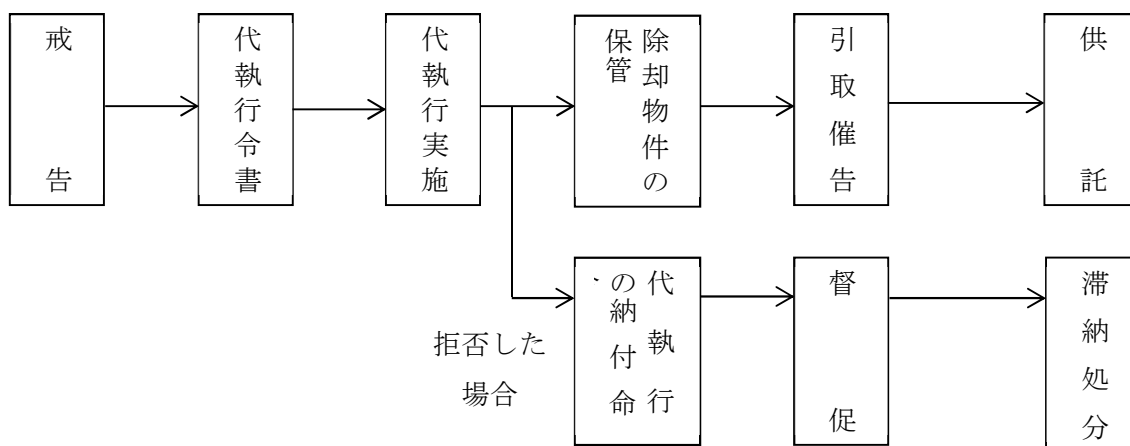 戒告
代執行令書
代執行実施
除却物件の
保管
引取催告
供託
代執行
の納付命
督促
滞納処分
拒否した
場合